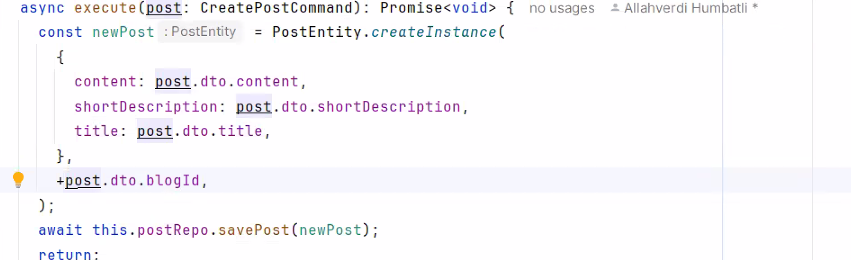 async execute(post: CreatePostCommand): Promise<void> { no usages Allahverdi Humbatli *
const newPost : PostEntity = PostEntity.createInstance(
{
content: post.dto.content,
shortDescription: post.dto.shortDescription,
title: post.dto.title,
},
+post.dto.blogId,
);
await this.postRepo.savePost(newPost);
return;